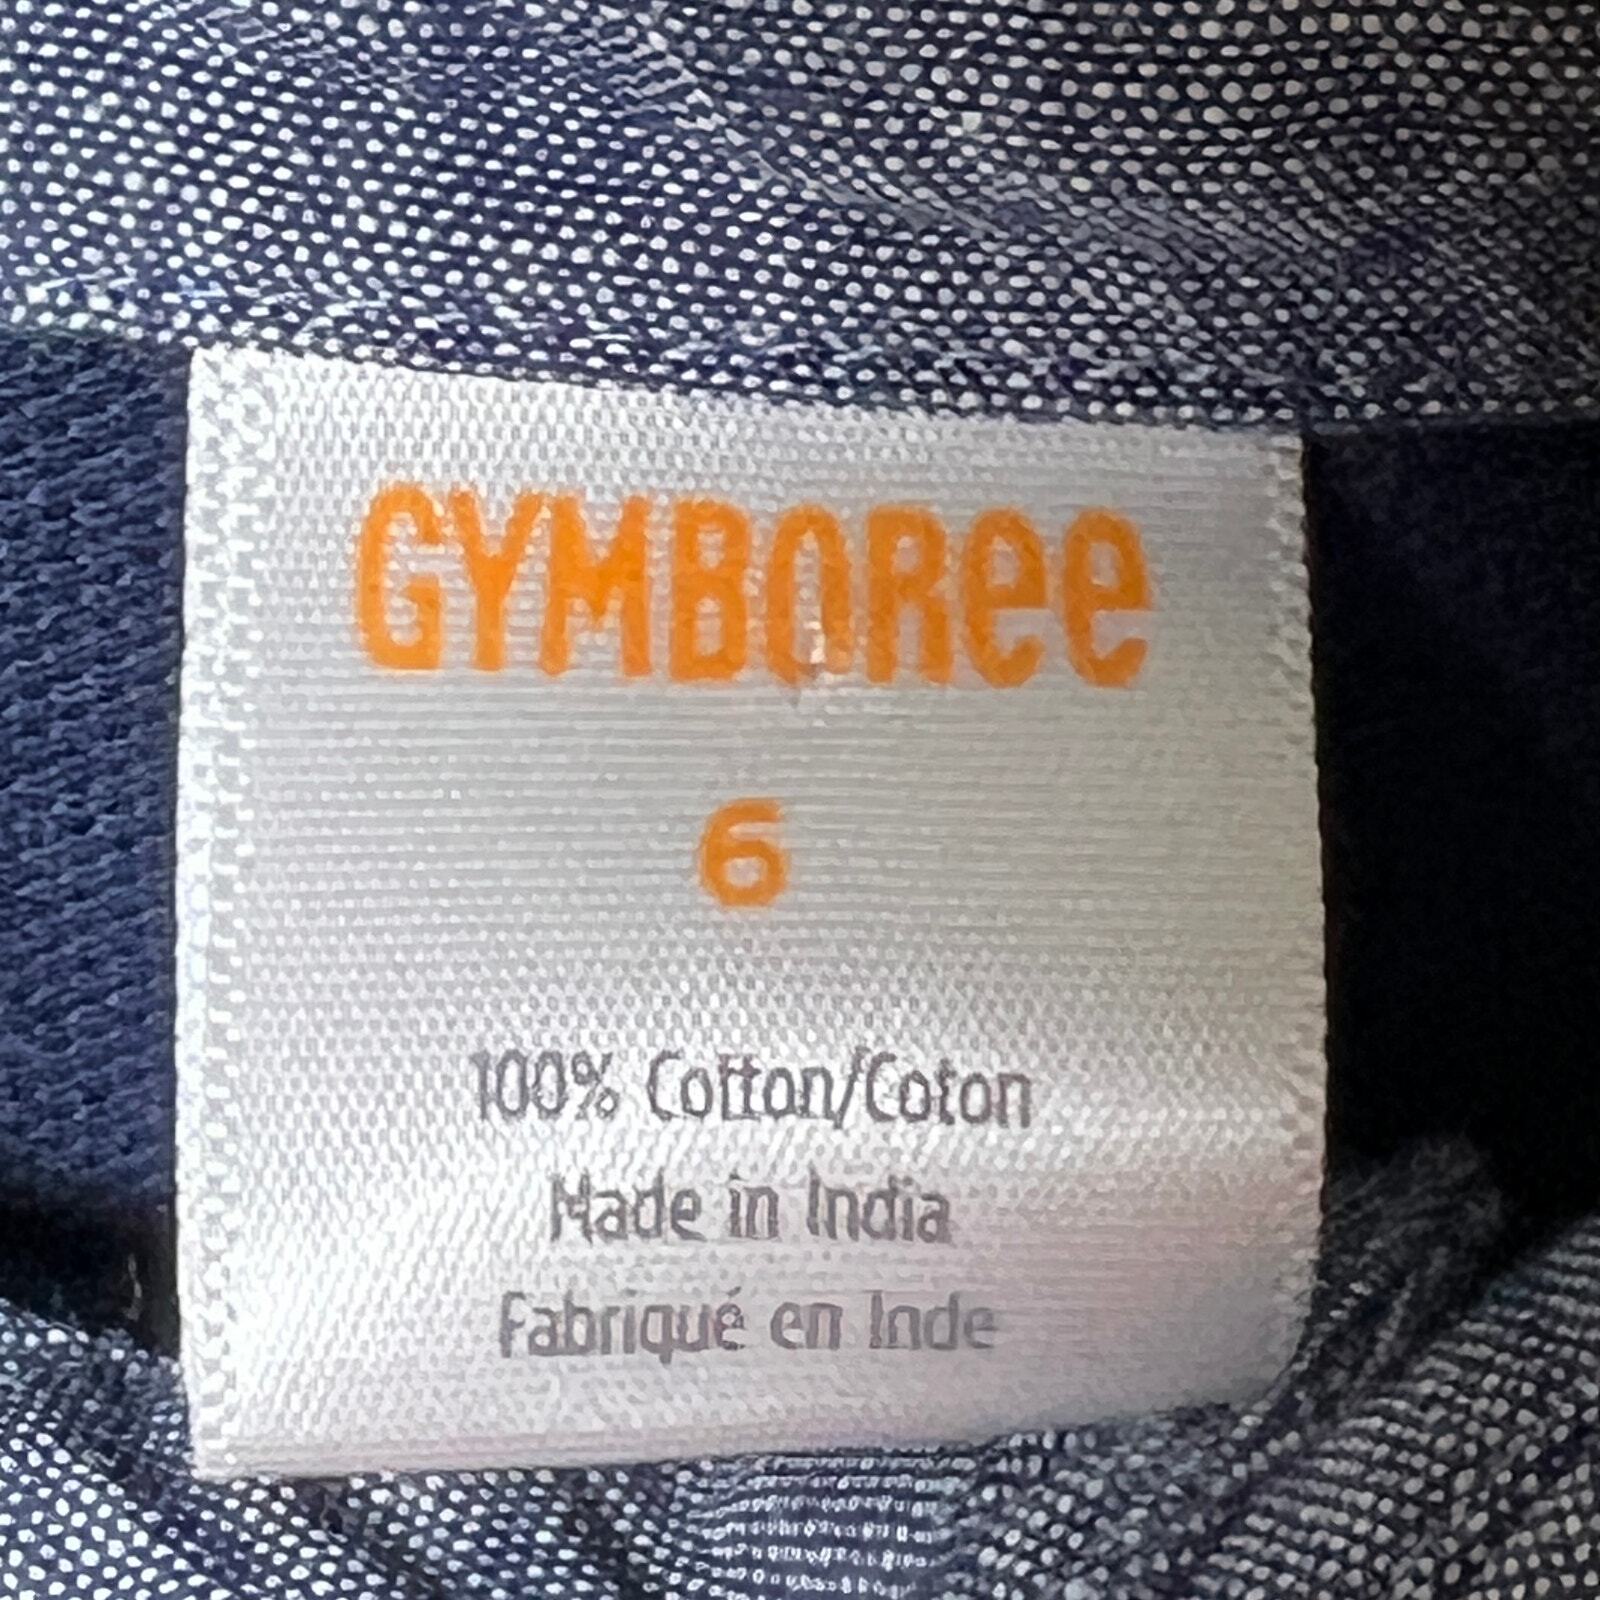 GYMBOREE
6
100% Cotton/Coton
Made in India
Fabriqué en Inde